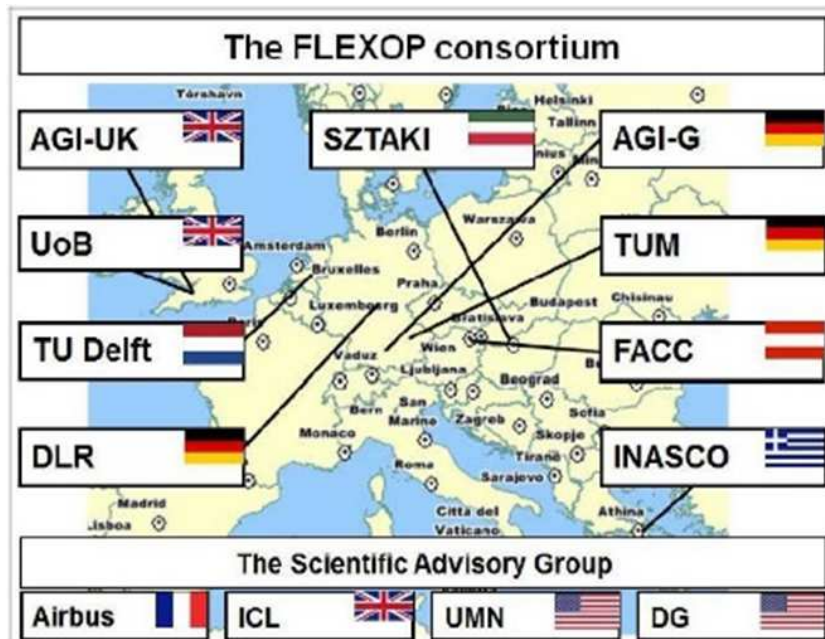 The FLEXOP consortium
Tórshavn
Helsinki
Tallinn
AGI-UK
SZTAKI
AGI-G
UoB
Warszawa
Berlin
Amsterdam
TUM
Bruxelles
Praha
Luxembourg
Budapest
Chisinau
Bratislava
TU Delft
Wien
FACC
Vaduz
Ljubljana
Beograd
Bern
San
Marino
Zagreb
Sofia
Skopje
Monaco
DLR
INASCO
Tirane
Roma
Sarajevo
Madrid
Lisboa
Citta del
Vaticano
Athina
The Scientific Advisory Group
Airbus
ICL
UMN
DG